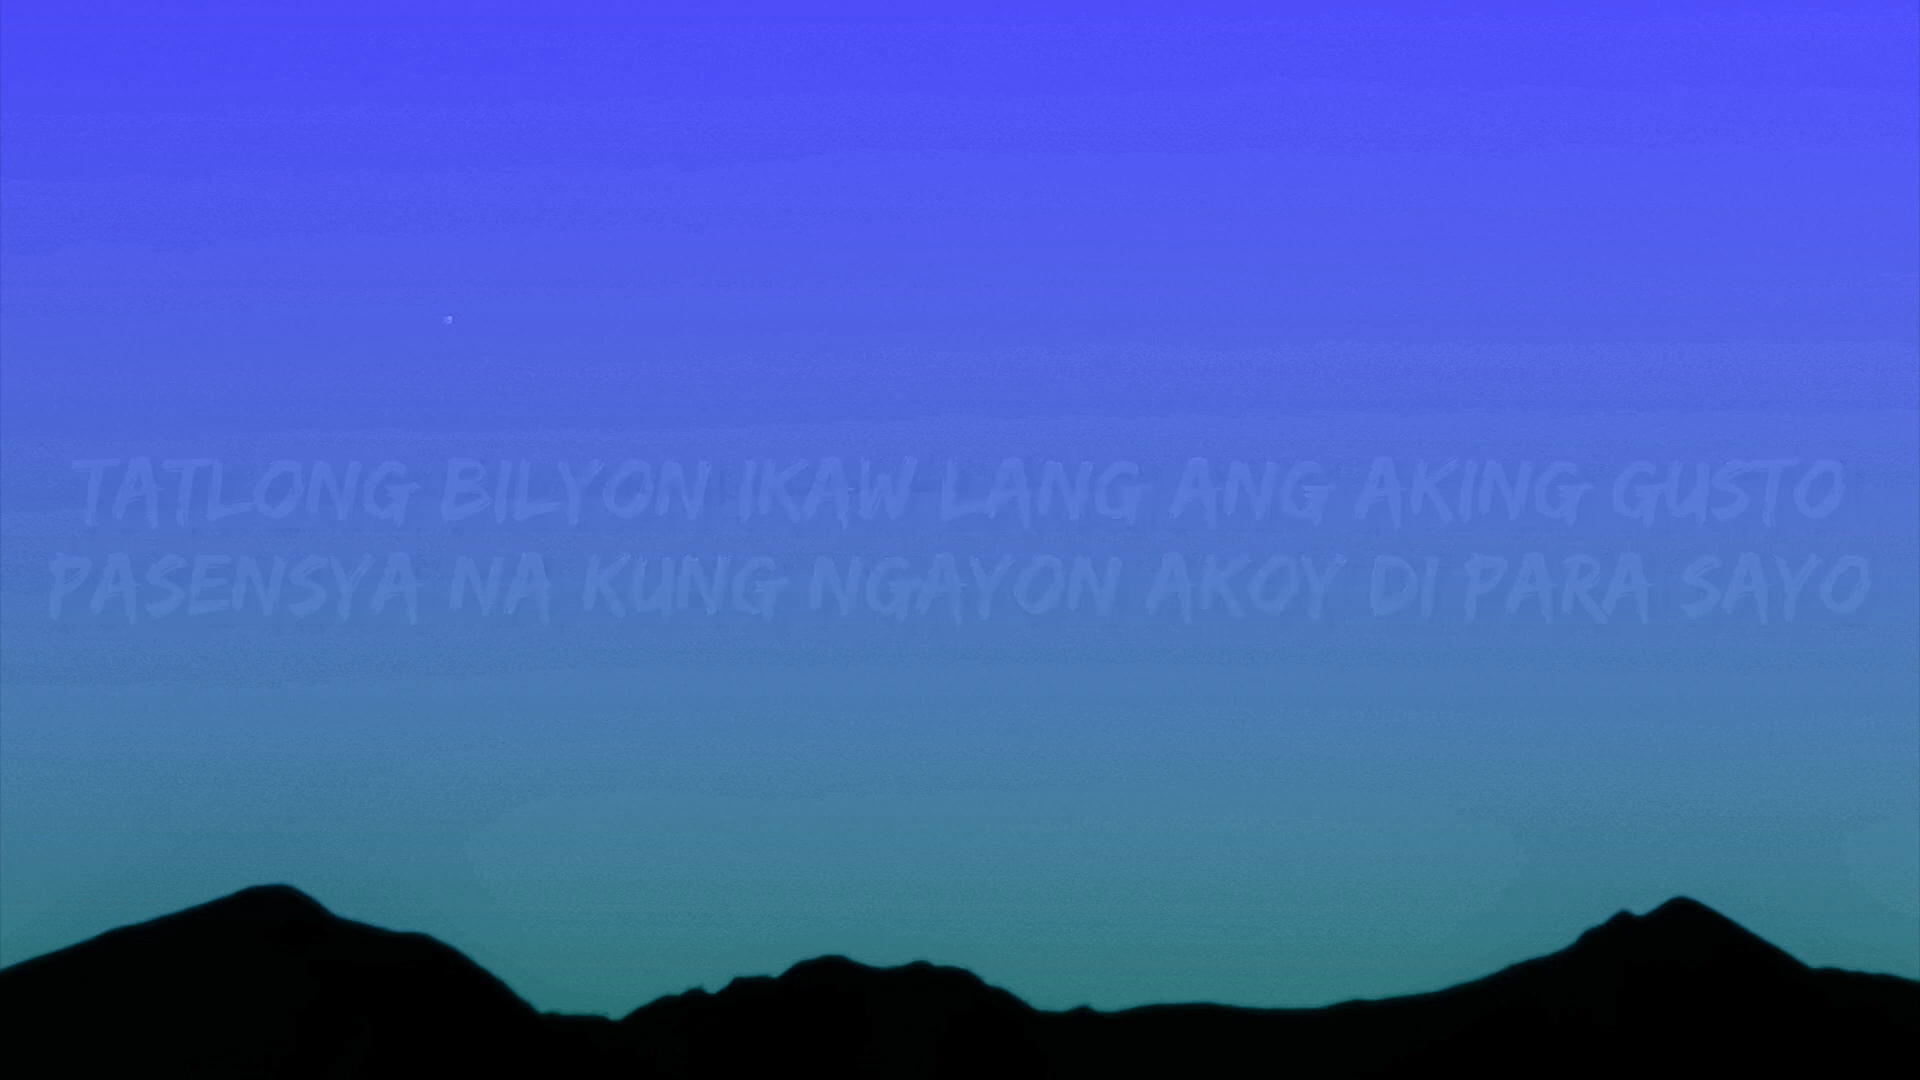 TATLONG BILYON IKAW LANG ANG AKING GUSTO
PASENSYA NA KUNG NGAYON AKOY DI PARA SAYO